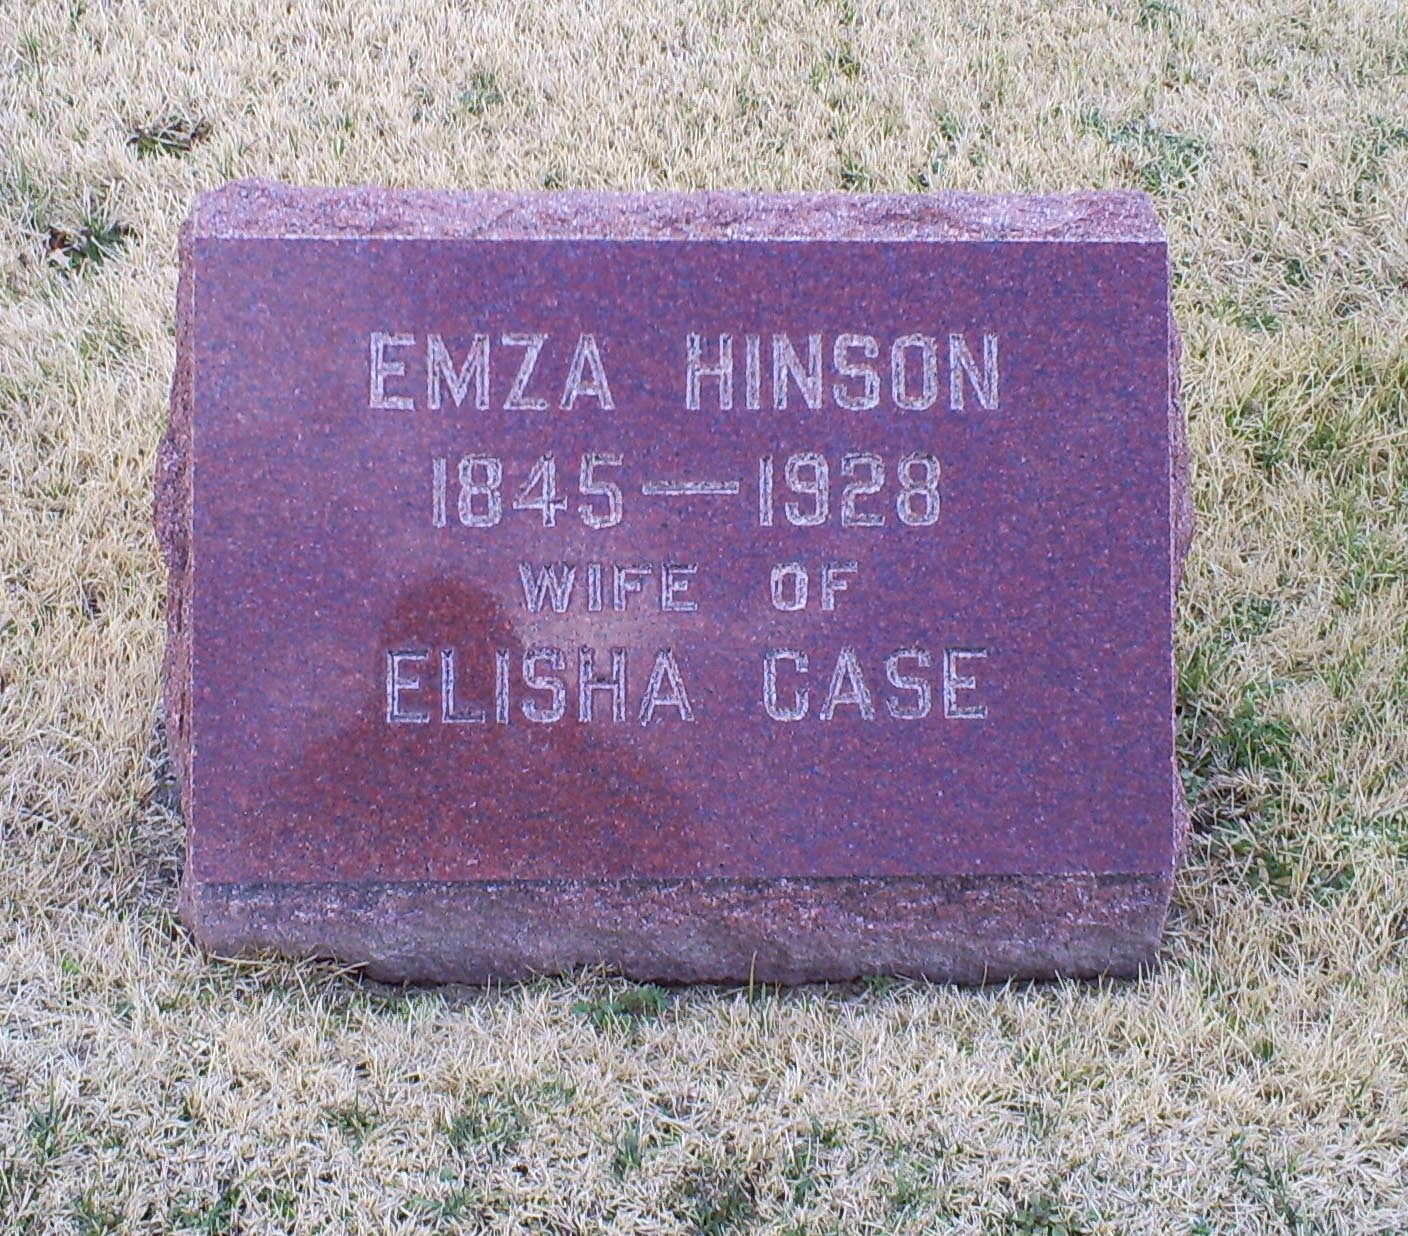 EMZA HINSON
1845—1928
WIFE OF
ELISHA CASE